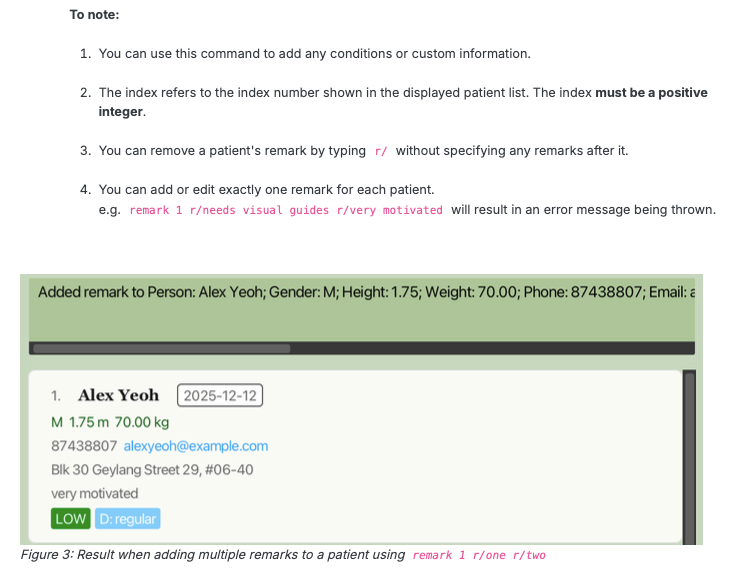 To note:
1. You can use this command to add any conditions or custom information.
2. The index refers to the index number shown in the displayed patient list. The index must be a positive
integer.
3. You can remove a patient's remark by typing r/ without specifying any remarks after it.
4. You can add or edit exactly one remark for each patient.
e.g. remark 1 r/needs visual guides r/very motivated will result in an error message being thrown.
Added remark to Person: Alex Yeoh; Gender: M; Height: 1.75; Weight: 70.00; Phone: 87438807; Email: a
1. Alex Yeoh 2025-12-12
M 1.75 m 70.00 kg
87438807 alexyeoh@example.com
Blk 30 Geylang Street 29, #06-40
very motivated
LOW D: regular
Figure 3: Result when adding multiple remarks to a patient using remark 1 r/one r/two